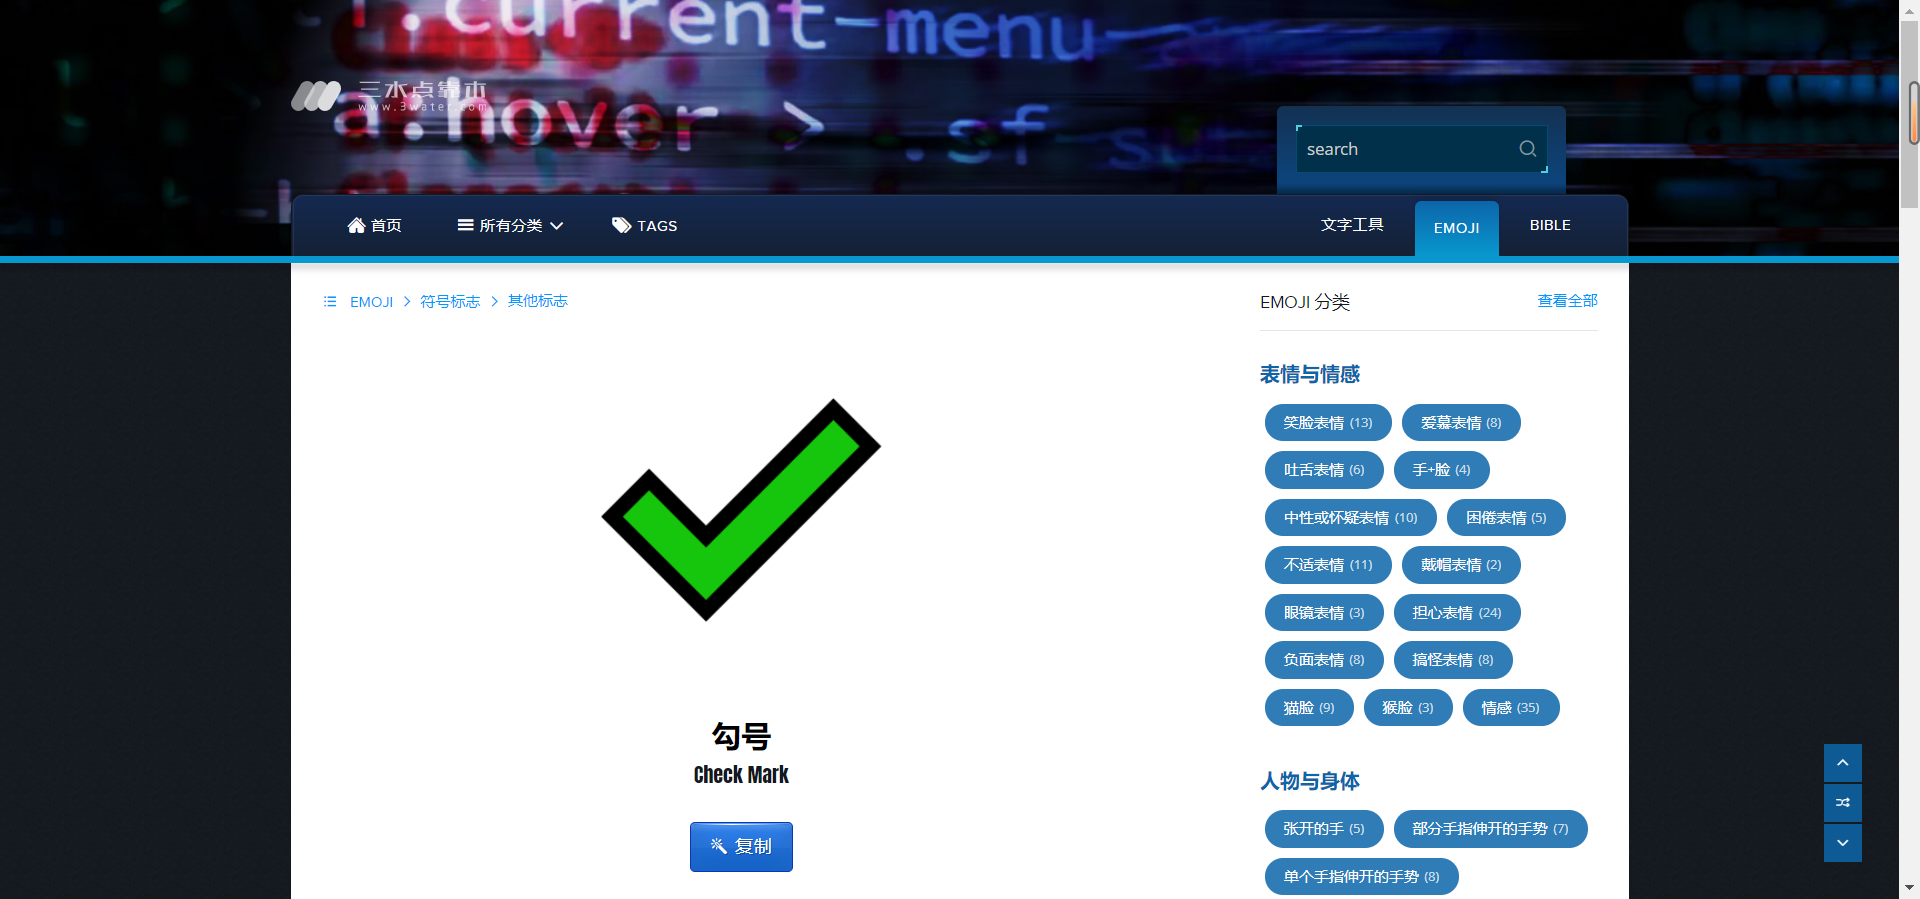 .current-menu-
三水点靠木
www.3water.com
a:hover > .sf-su
search
首页
所有分类
TAGS
文字工具
EMOJI
BIBLE
EMOJI > 符号标志 > 其他标志
EMOJI 分类
查看全部
表情与情感
笑脸表情 (13)
爱慕表情 (8)
吐舌表情 (6)
手+脸 (4)
中性或怀疑表情 (10)
困倦表情 (5)
不适表情 (11)
戴帽表情 (2)
眼镜表情 (3)
担心表情 (24)
负面表情 (8)
搞怪表情 (8)
猫脸 (9)
猴脸 (3)
情感 (35)
勾号
Check Mark
复制
人物与身体
张开的手 (5)
部分手指伸开的手势 (7)
单个手指伸开的手势 (8)